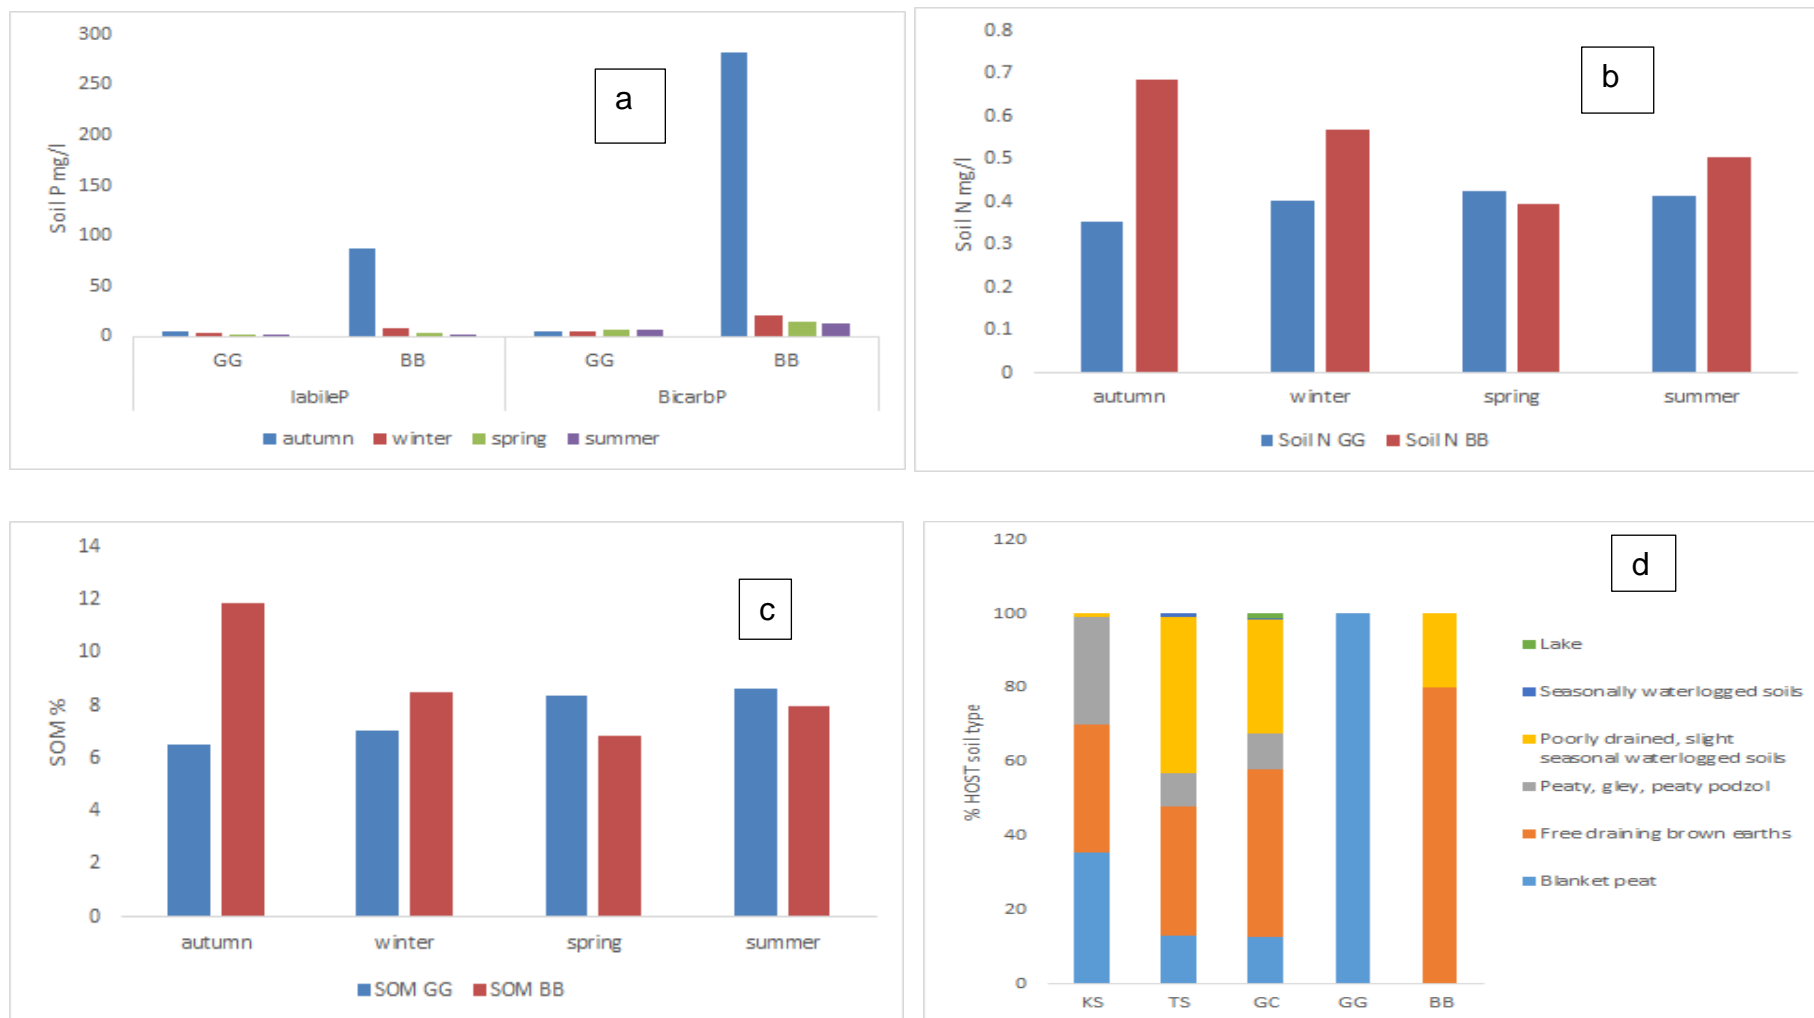 a
300
250
200
150
100
50
0
Soil P mg/l
GG BB GG BB
labileP BicarbP
autumn winter spring summer
b
0.8
0.7
0.6
0.5
0.4
0.3
0.2
0.1
0
Soil N mg/l
autumn winter spring summer
Soil N GG Soil N BB
c
14
12
10
8
6
4
2
0
SOM %
autumn winter spring summer
SOM GG SOM BB
d
120
100
80
60
40
20
0
% HOST soil type
KS TS GC GG BB
Lake
Seasonally waterlogged soils
Poorly drained, slight
seasonal waterlogged soils
Peaty, gley, peaty podzol
Free draining brown earths
Blanket peat